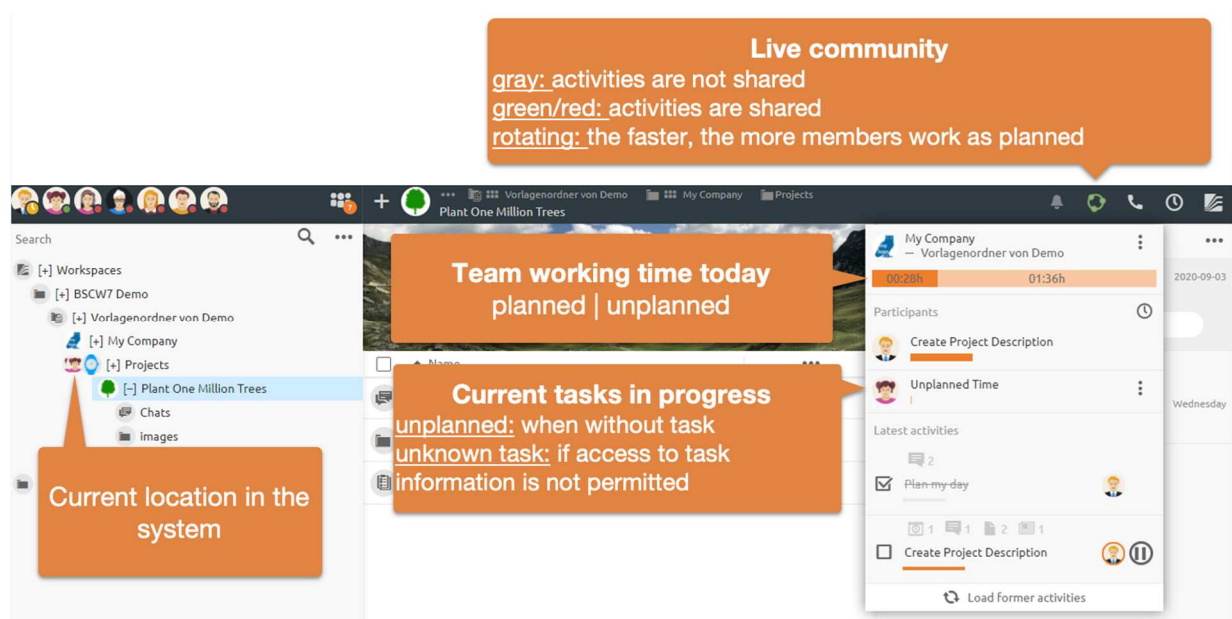 Live community
gray: activities are not shared
green/red: activities are shared
rotating: the faster, the more members work as planned
+
Vorlagenordner von Demo
My Company
Projects
Plant One Million Trees
Search
[+] Workspaces
[+] BSCW7 Demo
[+] Vorlagenordner von Demo
[+] My Company
[+] Projects
[-] Plant One Million Trees
Chats
images
Current location in the
system
Team working time today
planned | unplanned
Name
Current tasks in progress
unplanned: when without task
unknown task: if access to task
information is not permitted
My Company
— Vorlagenordner von Demo
00:28h
01:36h
Participants
Create Project Description
Unplanned Time
Latest activities
2
Plan my day
1 1 2 1
Create Project Description
Load former activities
2020-09-03
Wednesday